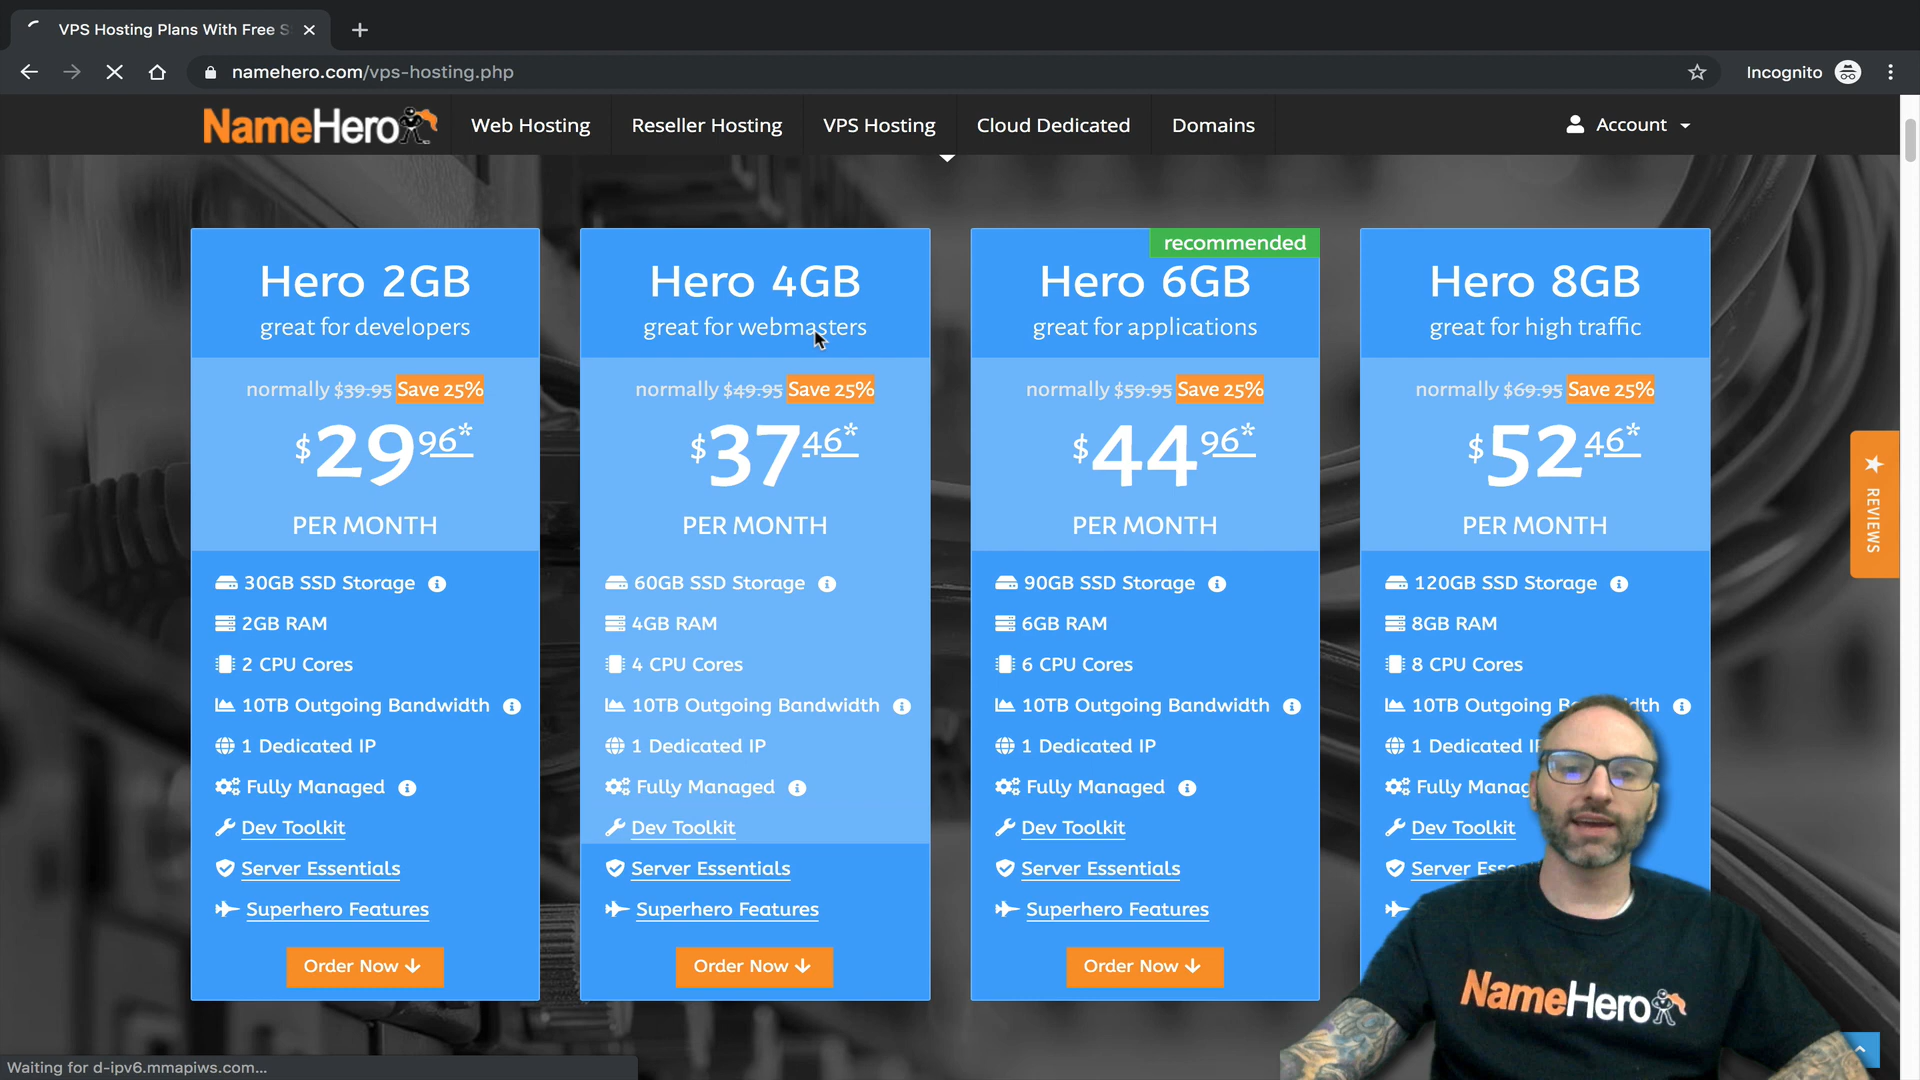 VPS Hosting Plans With Free S
namehero.com/vps-hosting.php
Incognito
NameHero
Web Hosting
Reseller Hosting
VPS Hosting
Cloud Dedicated
Domains
Account
Hero 2GB
great for developers
normally $39.95 Save 25%
$29 96*
PER MONTH
30GB SSD Storage
2GB RAM
2 CPU Cores
10TB Outgoing Bandwidth
1 Dedicated IP
Fully Managed
Dev Toolkit
Server Essentials
Superhero Features
Order Now
Hero 4GB
great for webmasters
normally $49.95 Save 25%
$37 46*
PER MONTH
60GB SSD Storage
4GB RAM
4 CPU Cores
10TB Outgoing Bandwidth
1 Dedicated IP
Fully Managed
Dev Toolkit
Server Essentials
Superhero Features
Order Now
recommended
Hero 6GB
great for applications
normally $59.95 Save 25%
$44 96*
PER MONTH
90GB SSD Storage
6GB RAM
6 CPU Cores
10TB Outgoing Bandwidth
1 Dedicated IP
Fully Managed
Dev Toolkit
Server Essentials
Superhero Features
Order Now
Hero 8GB
great for high traffic
normally $69.95 Save 25%
$52 46*
PER MONTH
120GB SSD Storage
8GB RAM
8 CPU Cores
10TB Outgoing B dth
1 Dedicated I
Fully Manag
Dev Toolkit
Server Ess
REVIEWS
NameHero
Waiting for d-ipv6.mmapiws.com...